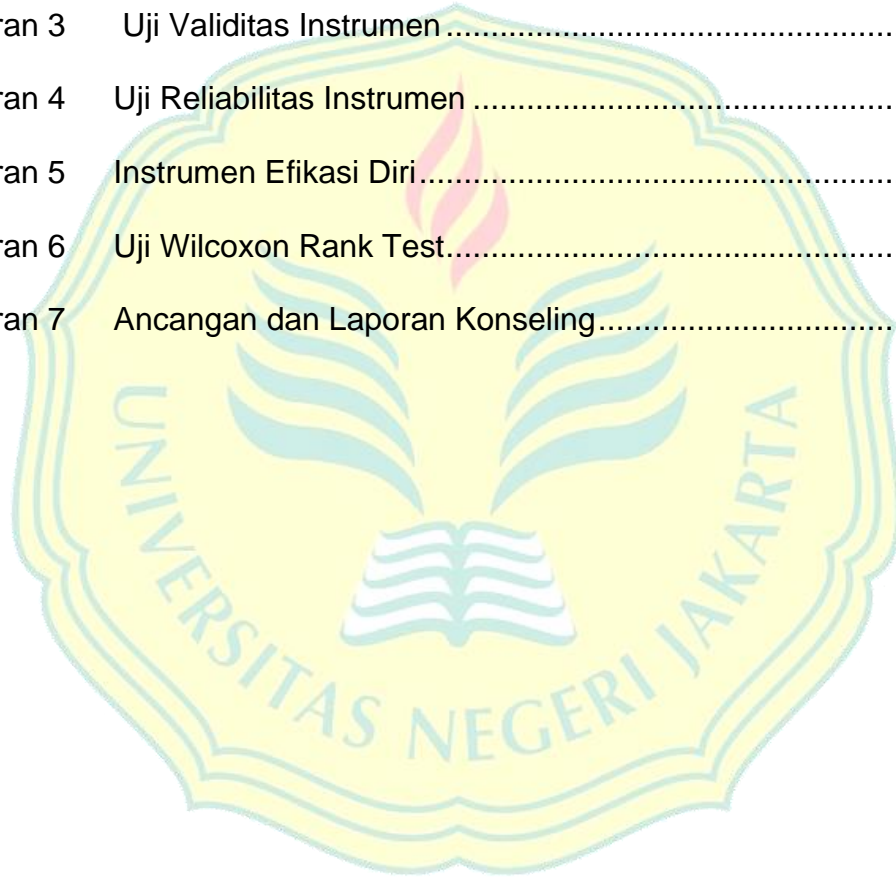 ran 3 Uji Validitas Instrumen................................................
ran 4 Uji Reliabilitas Instrumen.............................................
ran 5 Instrumen Efikasi Diri...................................................
ran 6 Uji Wilcoxon Rank Test................................................
ran 7 Ancangan dan Laporan Konseling................................
UNIVERSITAS NEGERI JAKARTA